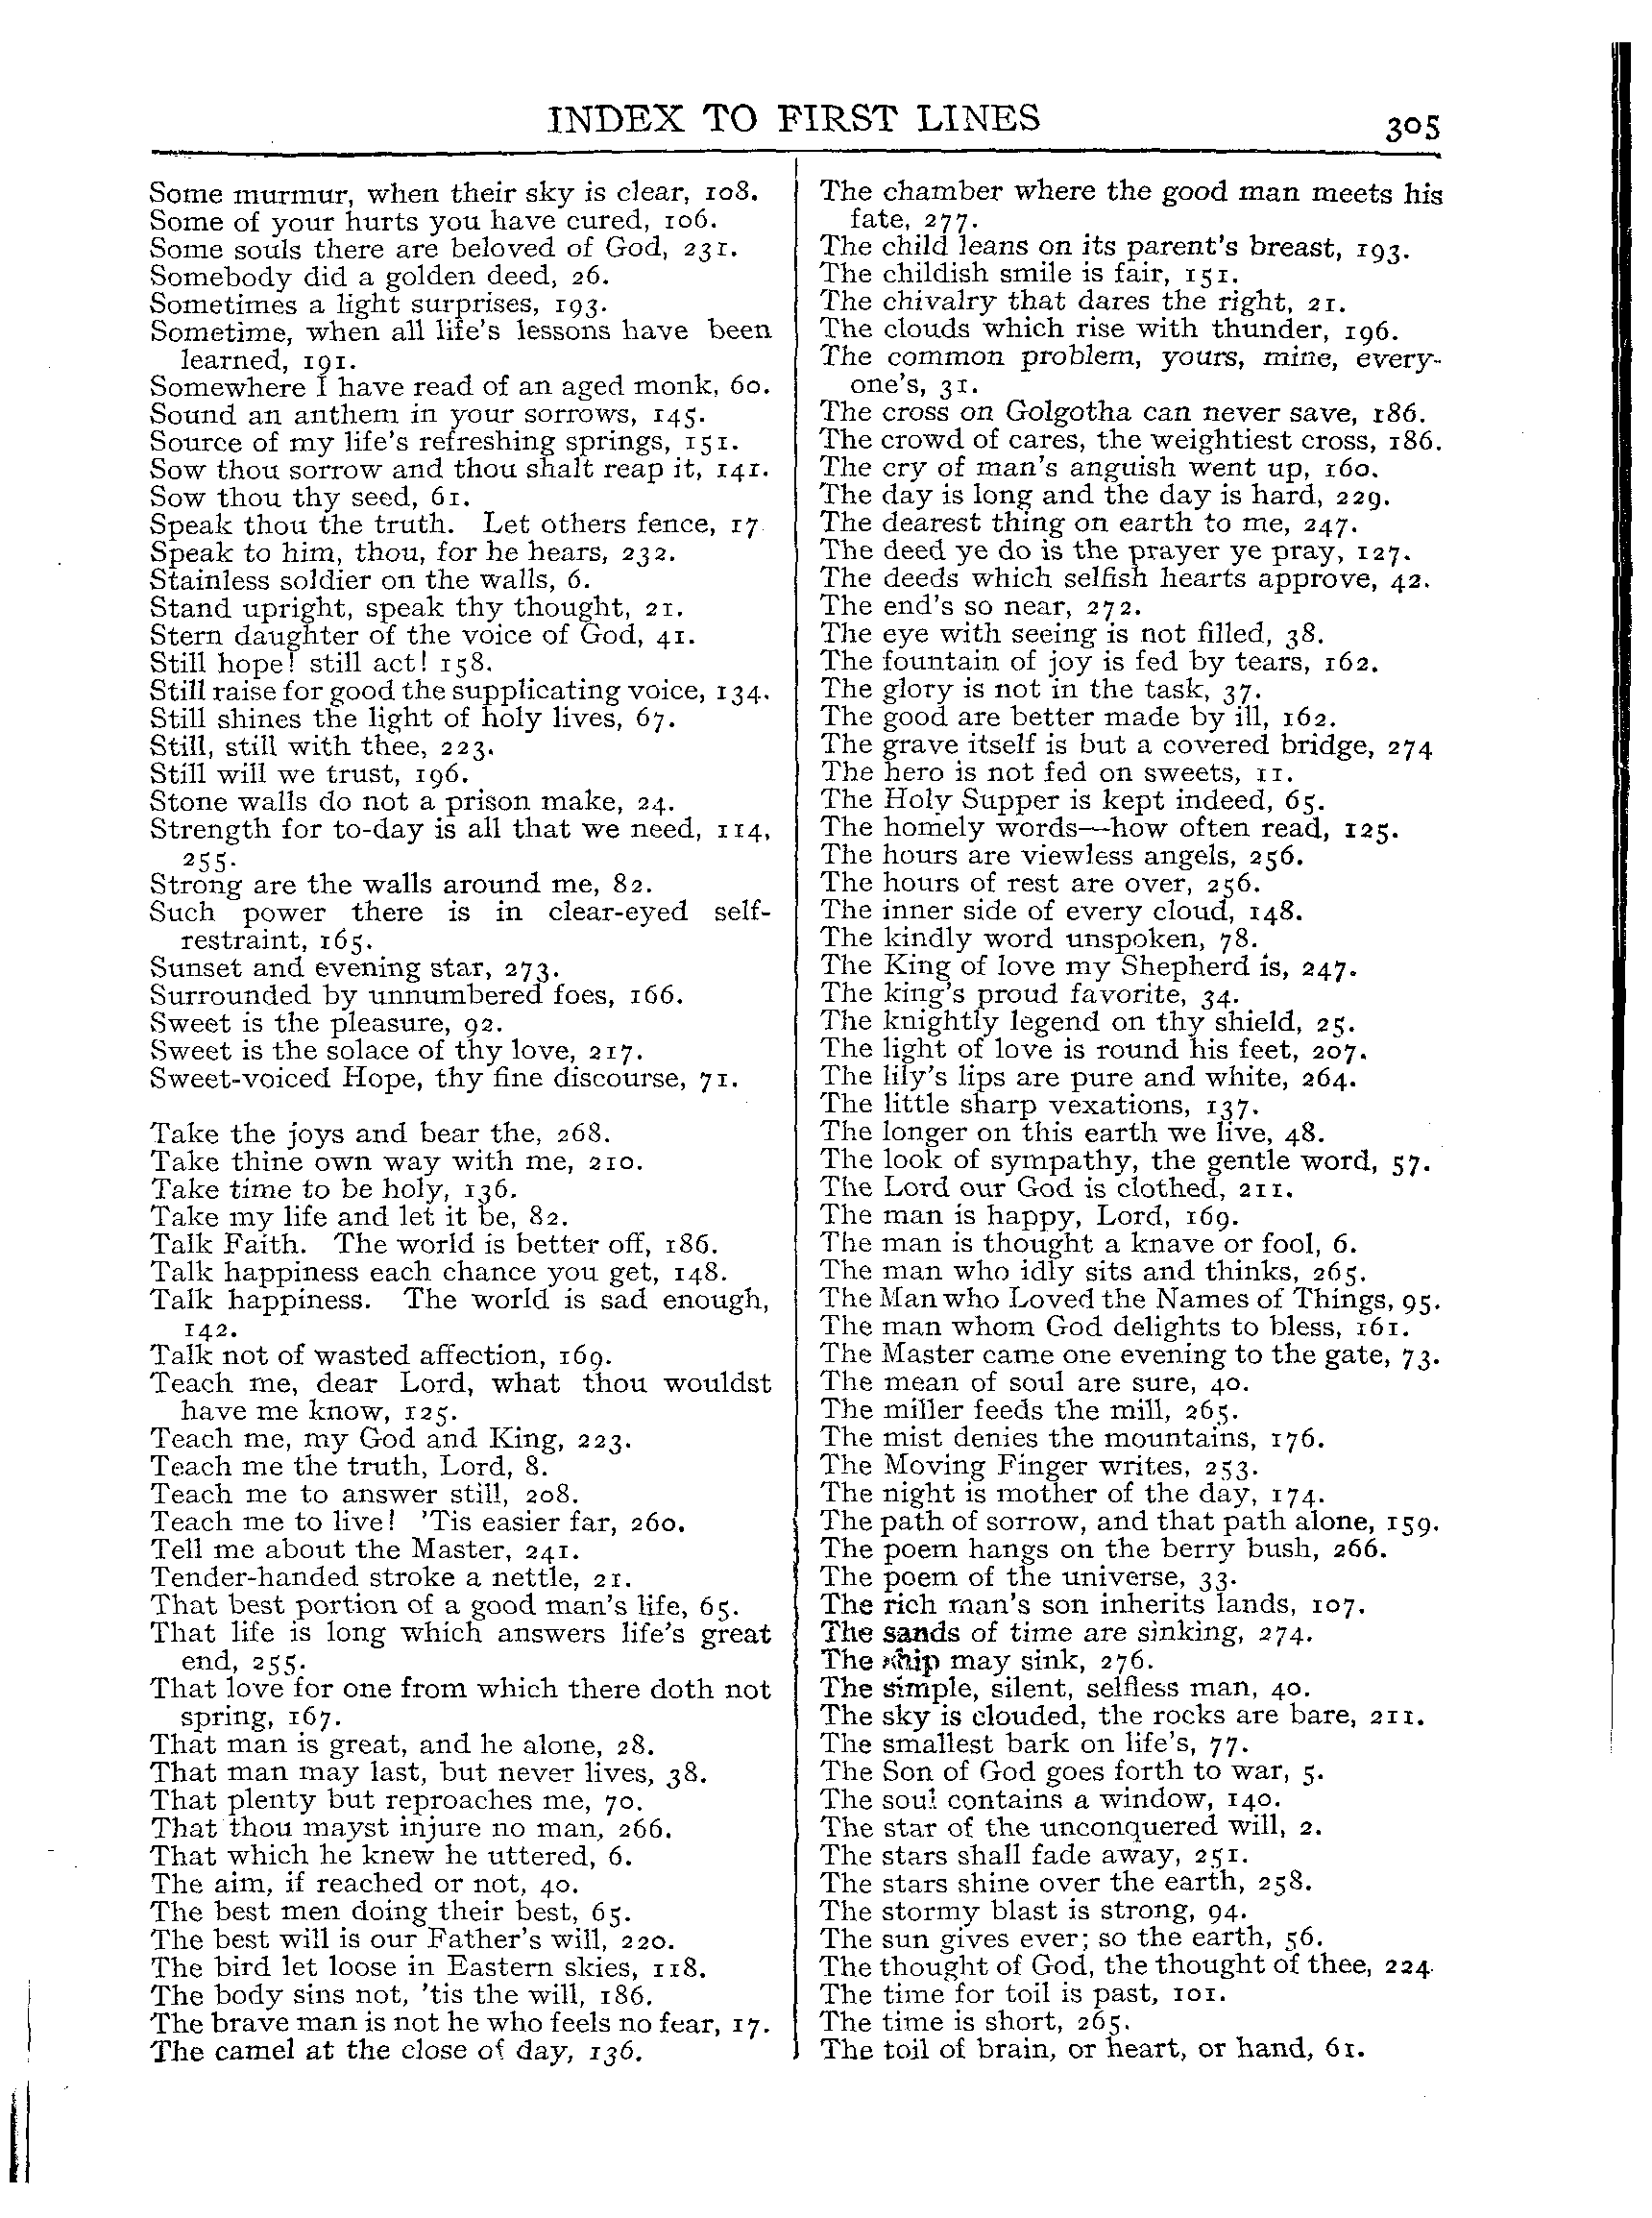 INDEX TO FIRST LINES
305
Some murmur, when their sky is clear, 108.
Some of your hurts you have cured, 106.
Some souls there are beloved of God, 231.
Somebody did a golden deed, 26.
Sometimes a light surprises, 193.
Sometime, when all life's lessons have been
learned, 191.
Somewhere I have read of an aged monk, 60.
Sound an anthem in your sorrows, 145.
Source of my life's refreshing springs, 151.
Sow thou sorrow and thou shalt reap it, 141.
Sow thou thy seed, 61.
Speak thou the truth. Let others fence, 17
Speak to him, thou, for he hears, 232.
Stainless soldier on the walls, 6.
Stand upright, speak thy thought, 21.
Stern daughter of the voice of God, 41.
Still hope! still act! 158.
Still raise for good the supplicating voice, 134.
Still shines the light of holy lives, 67.
Still, still with thee, 223.
Still will we trust, 196.
Stone walls do not a prison make, 24.
Strength for to-day is all that we need, 114,
255.
Strong are the walls around me, 82.
Such power there is in clear-eyed self-
restraint, 165.
Sunset and evening star, 273.
Surrounded by unnumbered foes, 166.
Sweet is the pleasure, 92.
Sweet is the solace of thy love, 217.
Sweet-voiced Hope, thy fine discourse, 71.
Take the joys and bear the, 268.
Take thine own way with me, 210.
Take time to be holy, 136.
Take my life and let it be, 82.
Talk Faith. The world is better off, 186.
Talk happiness each chance you get, 148.
Talk happiness. The world is sad enough,
142.
Talk not of wasted affection, 169.
Teach me, dear Lord, what thou wouldst
have me know, 125.
Teach me, my God and King, 223.
Teach me the truth, Lord, 8.
Teach me to answer still, 208.
Teach me to live! 'Tis easier far, 260.
Tell me about the Master, 241.
Tender-handed stroke a nettle, 21.
That best portion of a good man's life, 65.
That life is long which answers life's great
end, 255.
That love for one from which there doth not
spring, 167.
That man is great, and he alone, 28.
That man may last, but never lives, 38.
That plenty but reproaches me, 70.
That thou mayst injure no man, 266.
That which he knew he uttered, 6.
The aim, if reached or not, 40.
The best men doing their best, 65.
The best will is our Father's will, 220.
The bird let loose in Eastern skies, 118.
The body sins not, 'tis the will, 186.
The brave man is not he who feels no fear, 17.
The camel at the close of day, 136.
The chamber where the good man meets his
fate, 277.
The child leans on its parent's breast, 193.
The childish smile is fair, 151.
The chivalry that dares the right, 21.
The clouds which rise with thunder, 196.
The common problem, yours, mine, every-
one's, 31.
The cross on Golgotha can never save, 186.
The crowd of cares, the weightiest cross, 186.
The cry of man's anguish went up, 160.
The day is long and the day is hard, 229.
The dearest thing on earth to me, 247.
The deed ye do is the prayer ye pray, 127.
The deeds which selfish hearts approve, 42.
The end's so near, 272.
The eye with seeing is not filled, 38.
The fountain of joy is fed by tears, 162.
The glory is not in the task, 37.
The good are better made by ill, 162.
The grave itself is but a covered bridge, 274
The hero is not fed on sweets, 11.
The Holy Supper is kept indeed, 65.
The homely words—how often read, 125.
The hours are viewless angels, 256.
The hours of rest are over, 256.
The inner side of every cloud, 148.
The kindly word unspoken, 78.
The King of love my Shepherd is, 247.
The king's proud favorite, 34.
The knightly legend on thy shield, 25.
The light of love is round his feet, 207.
The lily's lips are pure and white, 264.
The little sharp vexations, 137.
The longer on this earth we live, 48.
The look of sympathy, the gentle word, 57.
The Lord our God is clothed, 211.
The man is happy, Lord, 169.
The man is thought a knave or fool, 6.
The man who idly sits and thinks, 265.
The Man who Loved the Names of Things, 95.
The man whom God delights to bless, 161.
The Master came one evening to the gate, 73.
The mean of soul are sure, 40.
The miller feeds the mill, 265.
The mist denies the mountains, 176.
The Moving Finger writes, 253.
The night is mother of the day, 174.
The path of sorrow, and that path alone, 159.
The poem hangs on the berry bush, 266.
The poem of the universe, 33.
The rich man's son inherits lands, 107.
The sands of time are sinking, 274.
The ship may sink, 276.
The simple, silent, selfless man, 40.
The sky is clouded, the rocks are bare, 211.
The smallest bark on life's, 77.
The Son of God goes forth to war, 5.
The soul contains a window, 140.
The star of the unconquered will, 2.
The stars shall fade away, 251.
The stars shine over the earth, 258.
The stormy blast is strong, 94.
The sun gives ever; so the earth, 56.
The thought of God, the thought of thee, 224.
The time for toil is past, 101.
The time is short, 265.
The toil of brain, or heart, or hand, 61.